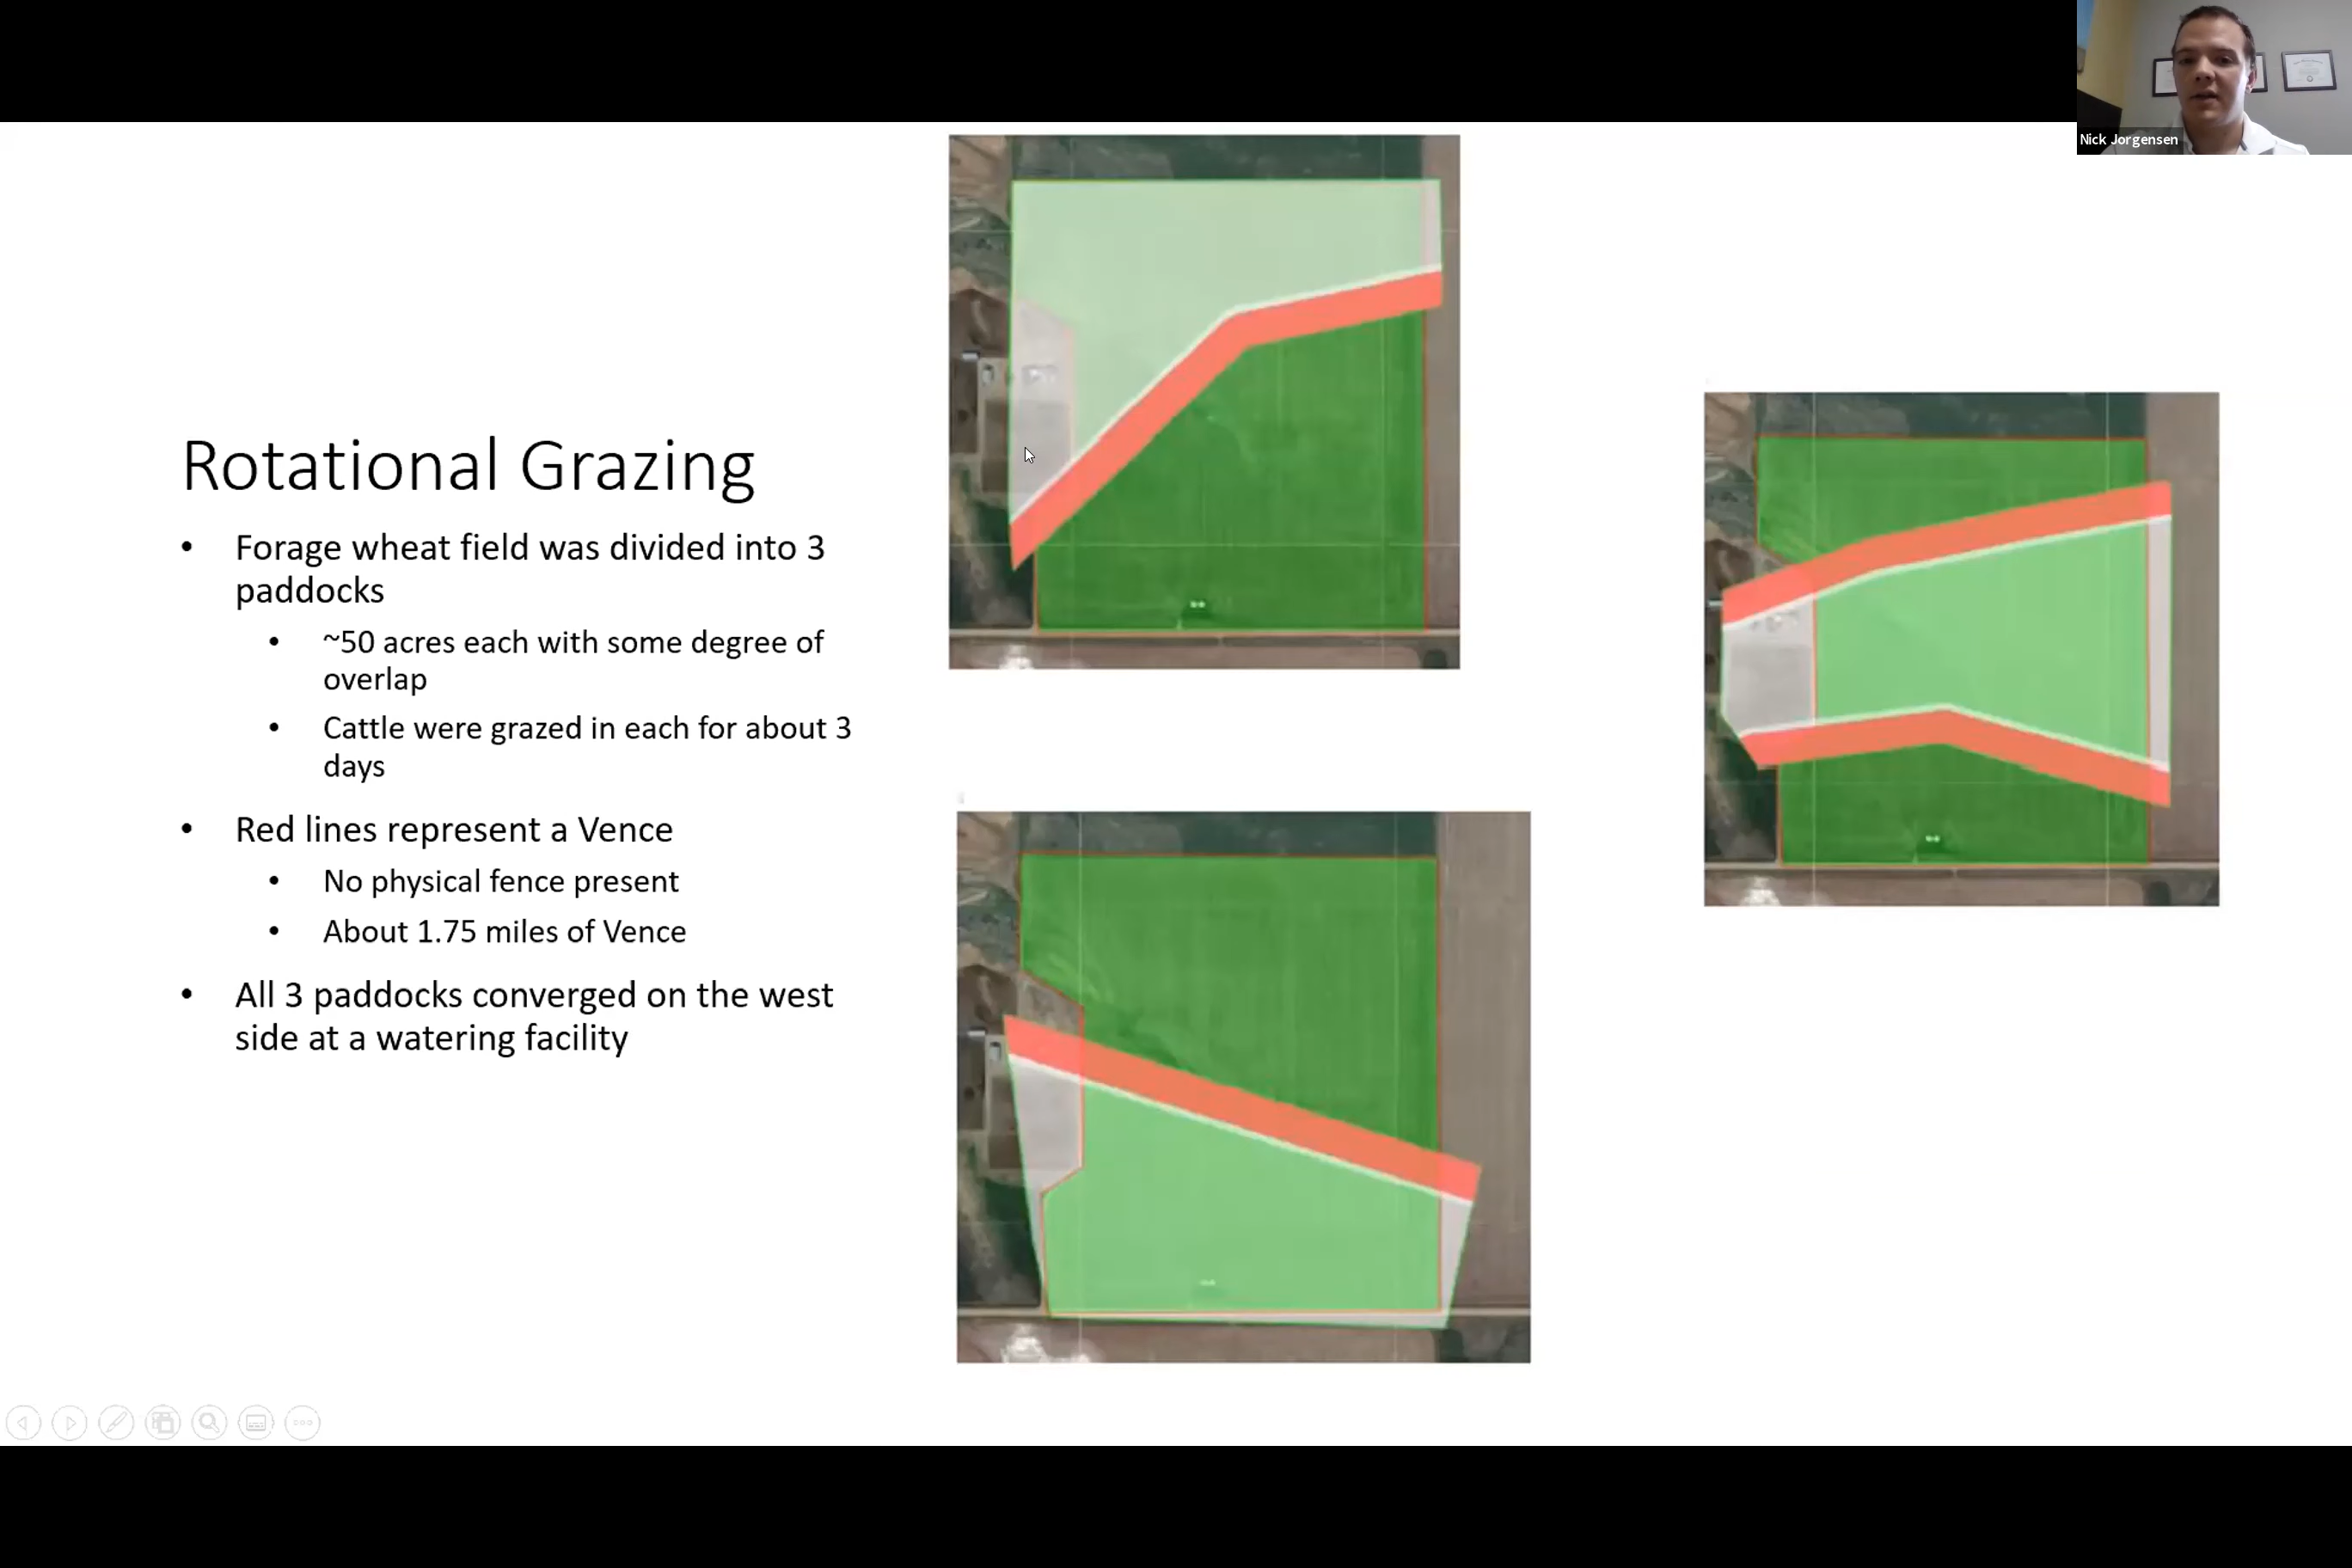 Nick Jorgensen
Rotational Grazing
• Forage wheat field was divided into 3
paddocks
• ~50 acres each with some degree of
overlap
• Cattle were grazed in each for about 3
days
• Red lines represent a Vence
• No physical fence present
• About 1.75 miles of Vence
• All 3 paddocks converged on the west
side at a watering facility